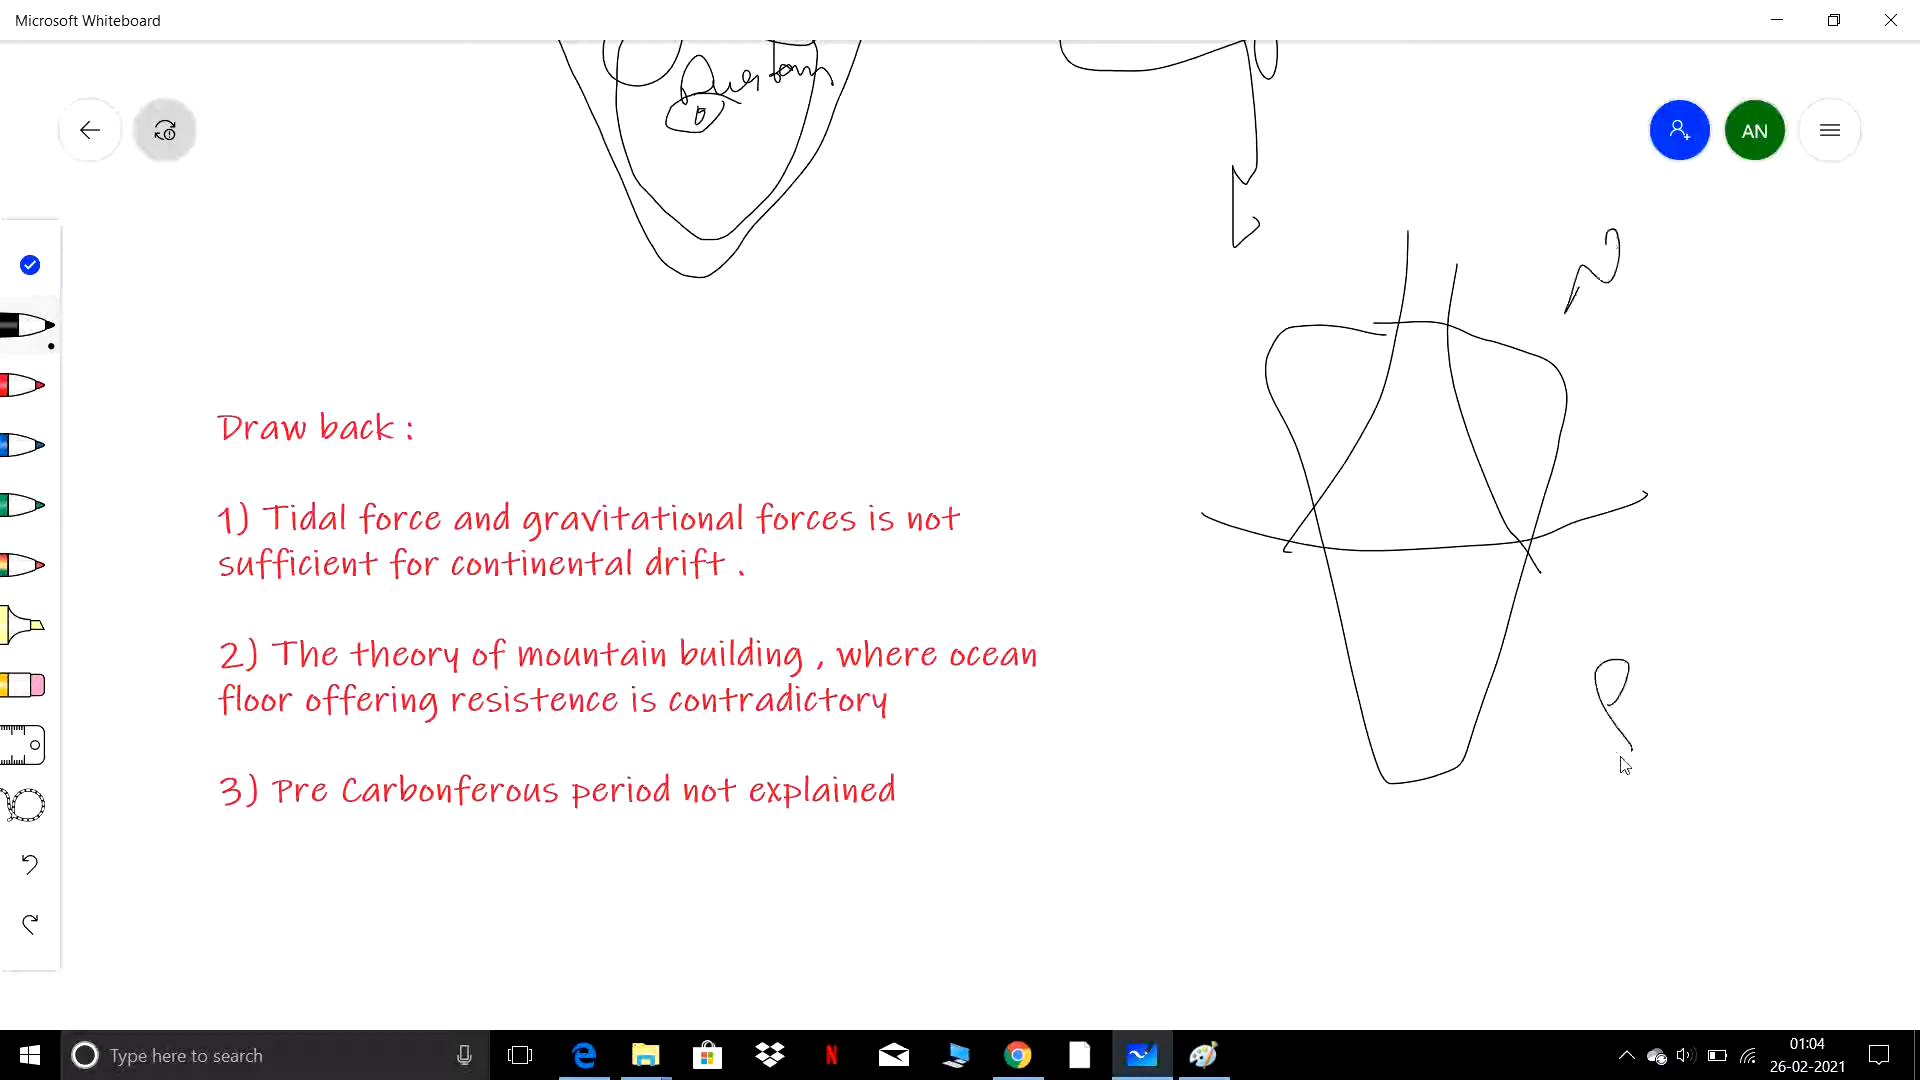 Microsoft Whiteboard
AN
Draw back :
1) Tidal force and gravitational forces is not
sufficient for continental drift .
2) The theory of mountain building , where ocean
floor offering resistence is contradictory
3) Pre Carbonferous period not explained
Type here to search
01:04
26-02-2021